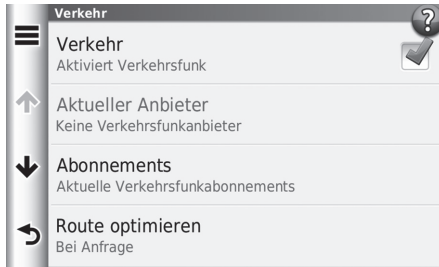 Verkehr
?
Verkehr
Aktiviert Verkehrsfunk
Aktueller Anbieter
Keine Verkehrsfunkanbieter
Abonnements
Aktuelle Verkehrsfunkabonnements
Route optimieren
Bei Anfrage